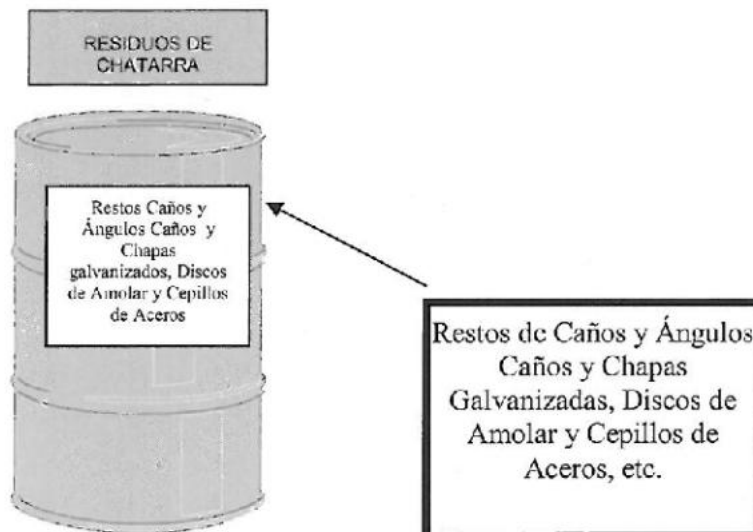 RESIDUOS DE
CHATARRA
Restos Caños y
Ángulos Caños y
Chapas
galvanizados, Discos
de Amolar y Cepillos
de Aceros
Restos de Caños y Ángulos
Caños y Chapas
Galvanizadas, Discos de
Amolar y Cepillos de
Aceros, etc.